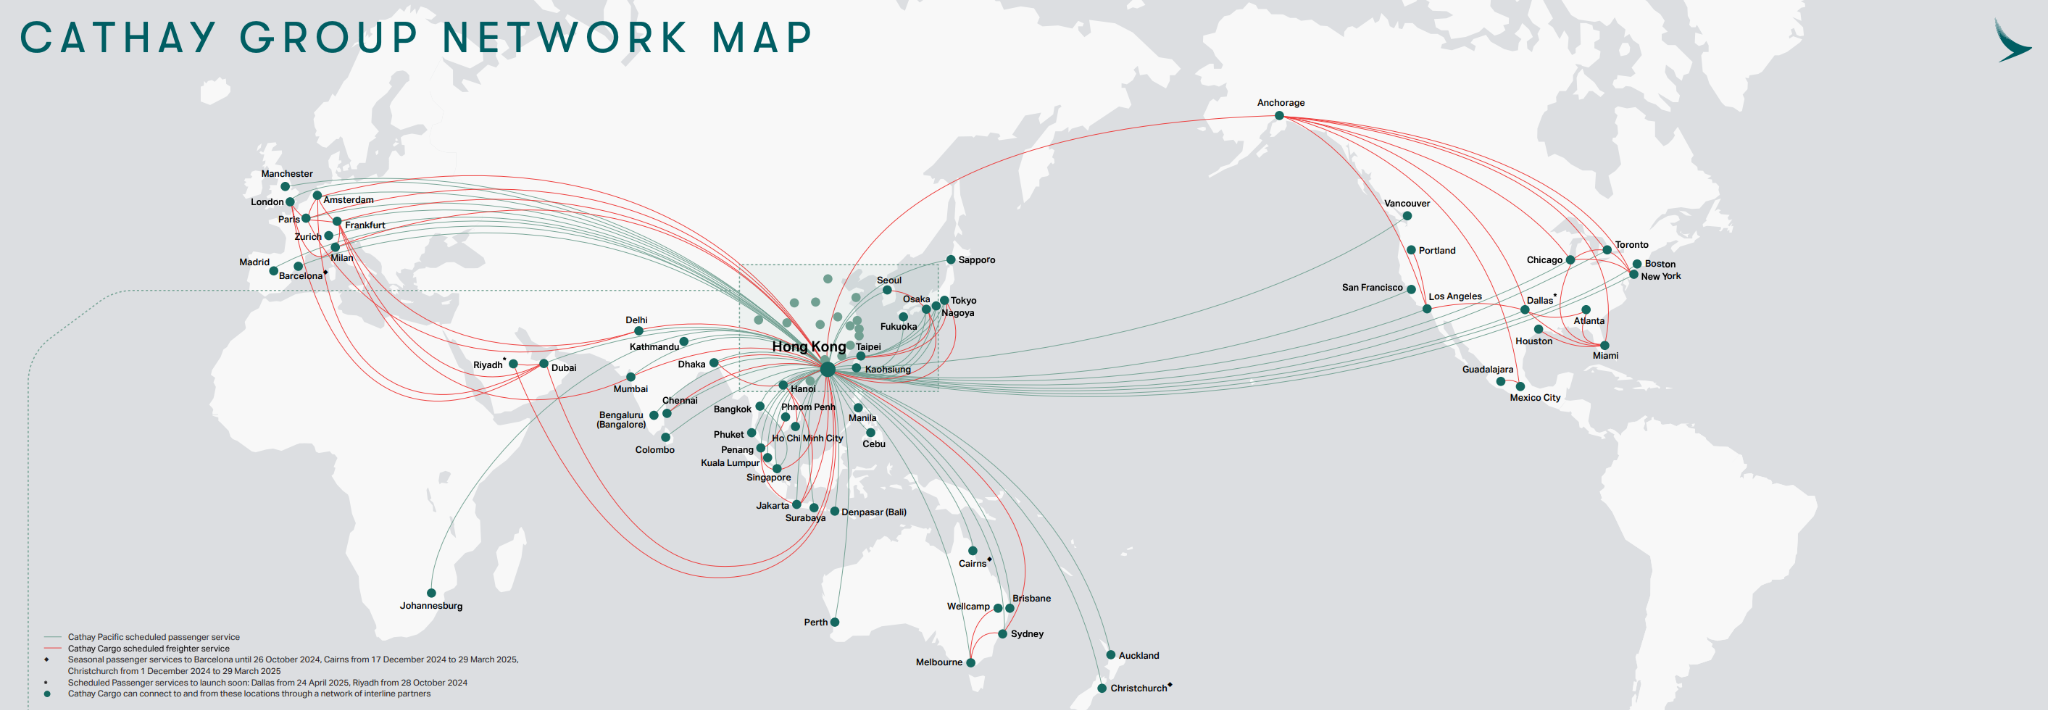 CATHAY GROUP NETWORK MAP
Anchorage
Manchester
London
Amsterdam
Paris
Frankfurt
Zurich
Milan
Madrid
Barcelona◆
Vancouver
Portland
San Francisco
Los Angeles
Toronto
Chicago
Boston
New York
Dallas*
Atlanta
Houston
Miami
Guadalajara
Mexico City
Sapporo
Seoul
Osaka
Tokyo
Nagoya
Fukuoka
Hong Kong
Taipei
Kaohsiung
Delhi
Kathmandu
Riyadh*
Dubai
Dhaka
Mumbai
Hanoi
Chennai
Bengaluru
(Bangalore)
Colombo
Bangkok
Phnom Penh
Manila
Phuket
Ho Chi Minh City
Cebu
Penang
Kuala Lumpur
Singapore
Jakarta
Surabaya
Denpasar (Bali)
Cairns◆
Johannesburg
Wellcamp
Brisbane
Perth
Sydney
Melbourne
Auckland
Christchurch◆
Cathay Pacific scheduled passenger service
Cathay Cargo scheduled freighter service
◆ Seasonal passenger services to Barcelona until 26 October 2024, Cairns from 17 December 2024 to 29 March 2025,
Christchurch from 1 December 2024 to 29 March 2025
* Scheduled Passenger services to launch soon: Dallas from 24 April 2025, Riyadh from 28 October 2024
Cathay Cargo can connect to and from these locations through a network of interline partners